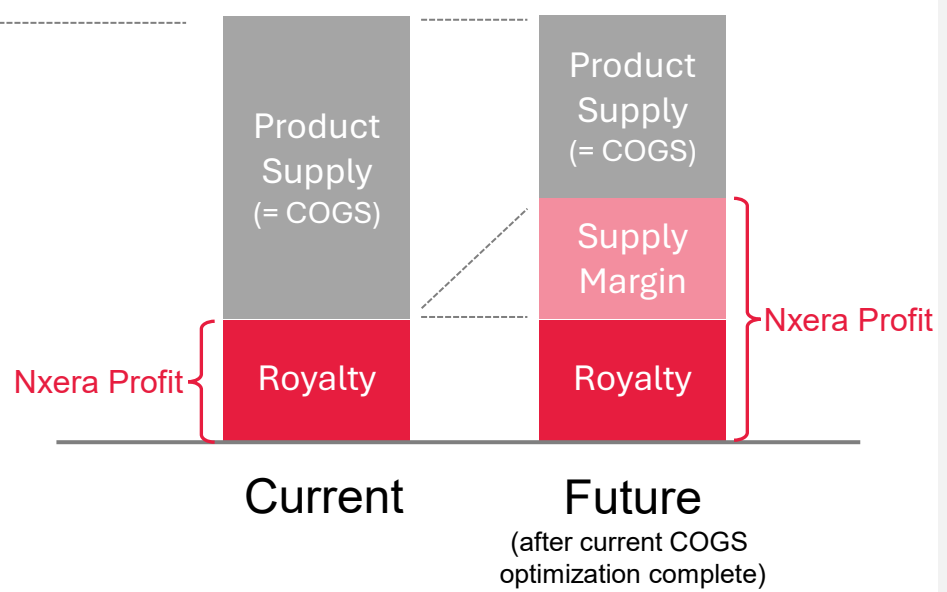 Product
Supply
(= COGS)
Royalty
Nxera Profit
Current
Product
Supply
(= COGS)
Supply
Margin
Royalty
Nxera Profit
Future
(after current COGS
optimization complete)